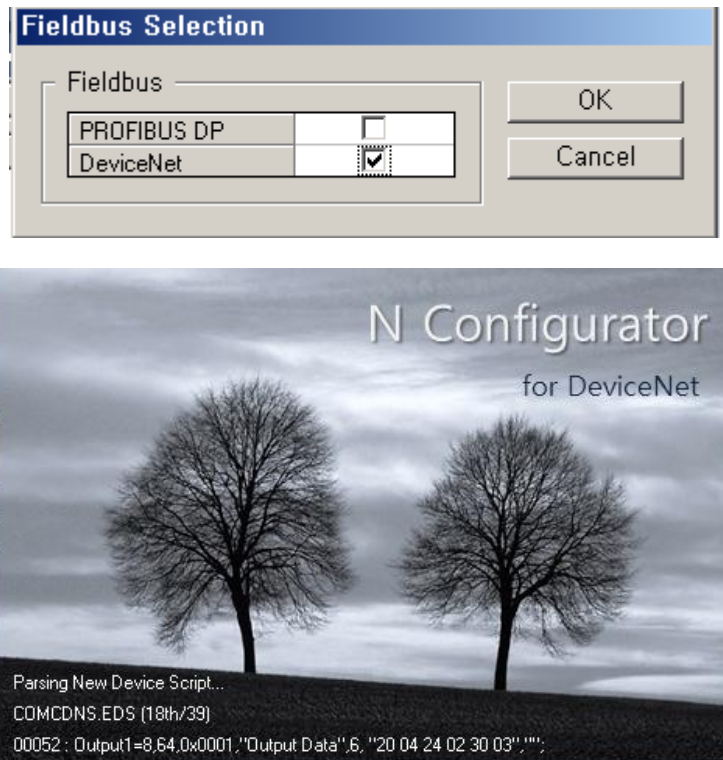 Fieldbus Selection
Fieldbus
PROFIBUS DP
DeviceNet
OK
Cancel
N Configurator
for DeviceNet
Parsing New Device Script...
COMCDNS.EDS (18th/39)
00052 : Output1=8,64,0x0001,"Output Data",6, "20 04 24 02 30 03","";